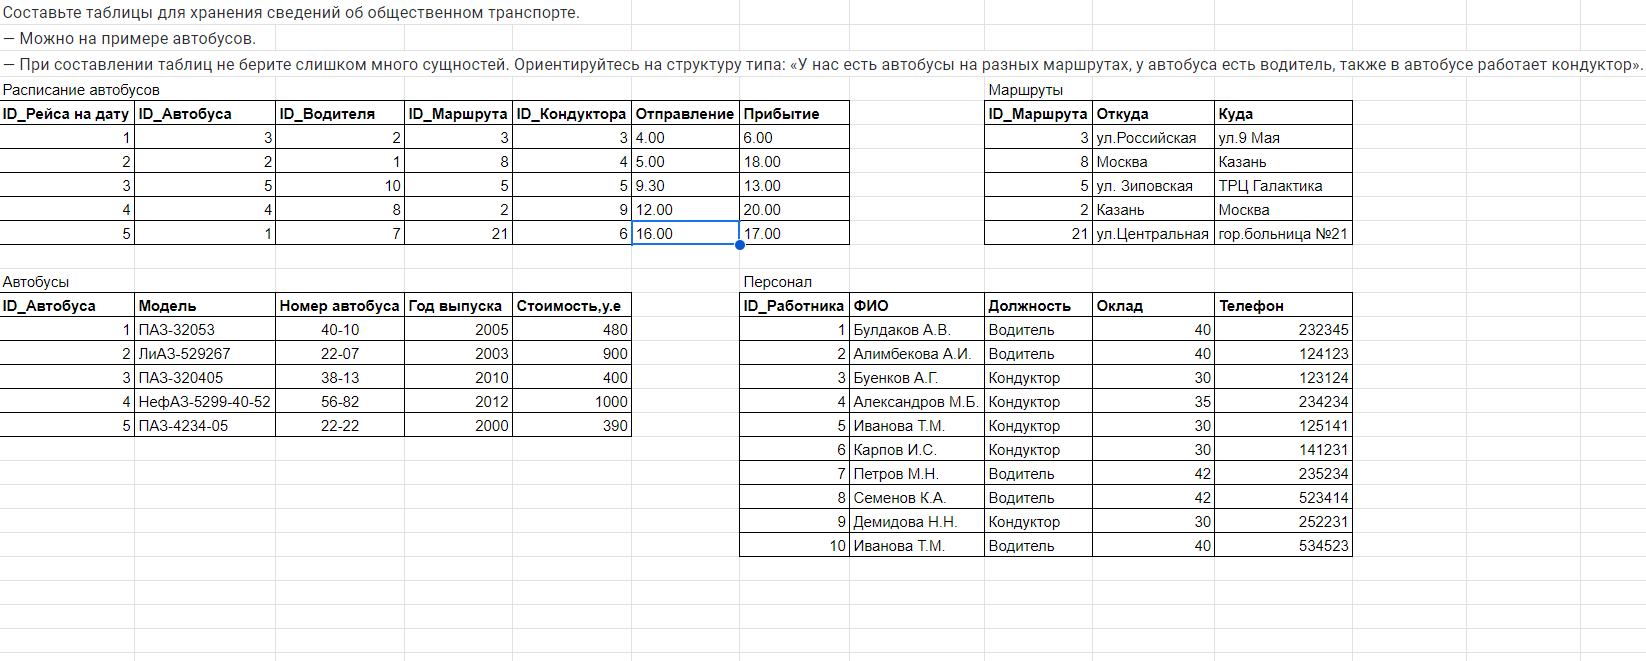 Составьте таблицы для хранения сведений об общественном транспорте.
— Можно на примере автобусов.
— При составлении таблиц не берите слишком много сущностей. Ориентируйтесь на структуру типа: «У нас есть автобусы на разных маршрутах, у автобуса есть водитель, также в автобусе работает кондуктор».
Расписание автобусов
ID_Рейса на дату ID_Автобуса ID_Водителя ID_Маршрута ID_Кондуктора Отправление Прибытие
1 3 2 3 3 4.00 6.00
2 2 1 8 4 5.00 18.00
3 5 10 5 5 9.30 13.00
4 4 8 2 9 12.00 20.00
5 1 7 21 6 16.00 17.00
Маршруты
ID_Маршрута Откуда Куда
3 ул.Российская ул.9 Мая
8 Москва Казань
5 ул. Зиповская ТРЦ Галактика
2 Казань Москва
21 ул.Центральная гор.больница №21
Автобусы
ID_Автобуса Модель Номер автобуса Год выпуска Стоимость,у.е
1 ПАЗ-32053 40-10 2005 480
2 ЛиАЗ-529267 22-07 2003 900
3 ПАЗ-320405 38-13 2010 400
4 НефАЗ-5299-40-52 56-82 2012 1000
5 ПАЗ-4234-05 22-22 2000 390
Персонал
ID_Работника ФИО Должность Оклад Телефон
1 Булдаков А.В. Водитель 40 232345
2 Алимбекова А.И. Водитель 40 124123
3 Буенков А.Г. Кондуктор 30 123124
4 Александров М.Б. Кондуктор 35 234234
5 Иванова Т.М. Кондуктор 30 125141
6 Карпов И.С. Кондуктор 30 141231
7 Петров М.Н. Водитель 42 235234
8 Семенов К.А. Водитель 42 523414
9 Демидова Н.Н. Кондуктор 30 252231
10 Иванова Т.М. Водитель 40 534523